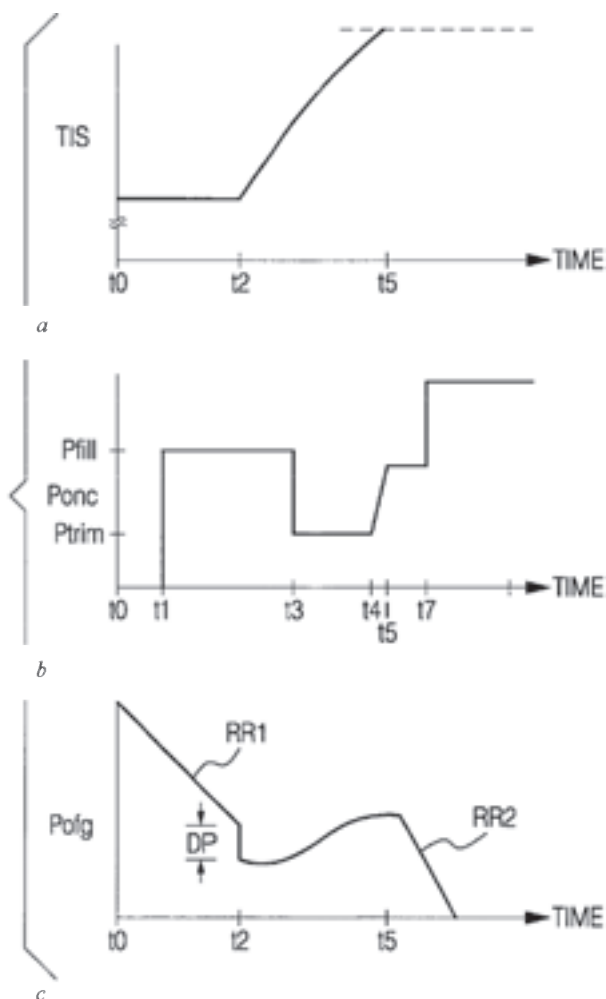 TIS
TIME
t0 t2 t5
a
Pfill
Ponc
Ptrim
TIME
t0 t1 t3 t4 t7
t5
b
RR1
Pofg
DP
RR2
TIME
t0 t2 t5
c